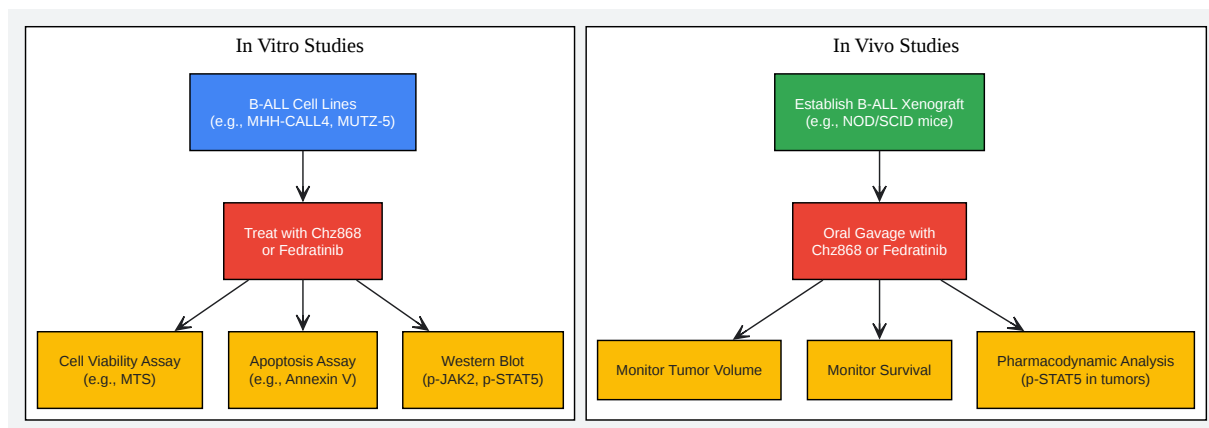 In Vitro Studies
B-ALL Cell Lines
(e.g., MHH-CALL4, MUTZ-5)
Treat with Chz868
or Fedratinib
Cell Viability Assay
(e.g., MTS)
Apoptosis Assay
(e.g., Annexin V)
Western Blot
(p-JAK2, p-STAT5)
In Vivo Studies
Establish B-ALL Xenograft
(e.g., NOD/SCID mice)
Oral Gavage with
Chz868 or Fedratinib
Monitor Tumor Volume
Monitor Survival
Pharmacodynamic Analysis
(p-STAT5 in tumors)